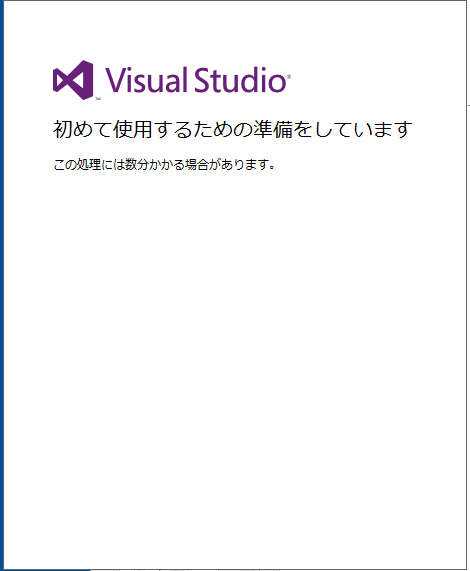 Visual Studio®
初めて使用するための準備をしています
この処理には数分かかる場合があります。